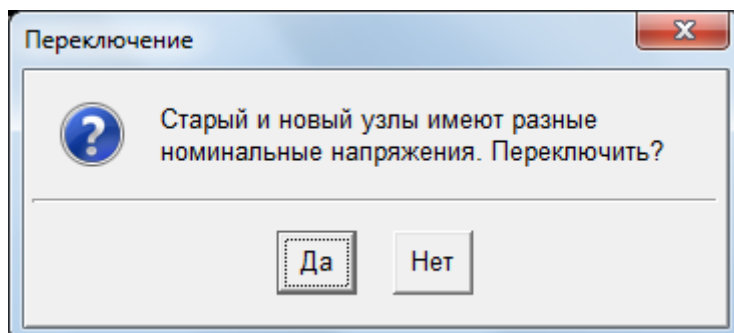 Переключение
Старый и новый узлы имеют разные
номинальные напряжения. Переключить?
Да
Нет